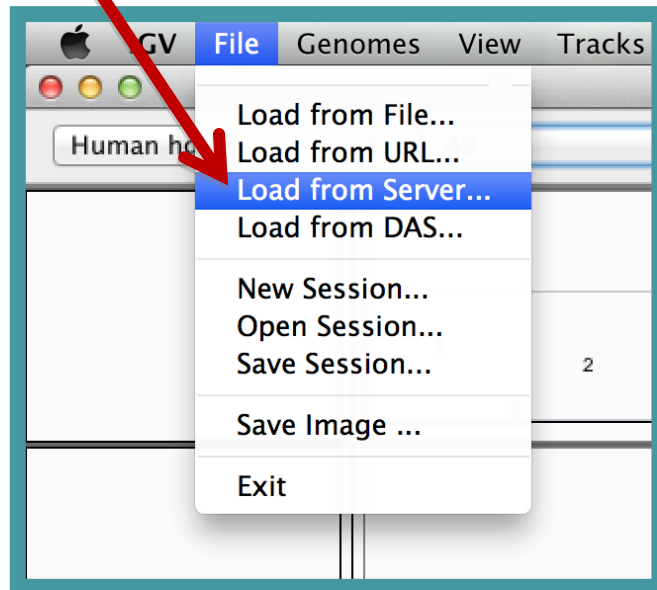 IGV File Genomes View Tracks
Human
Load from File...
Load from URL...
Load from Server...
Load from DAS...
New Session...
Open Session...
Save Session...
2
Save Image ...
Exit